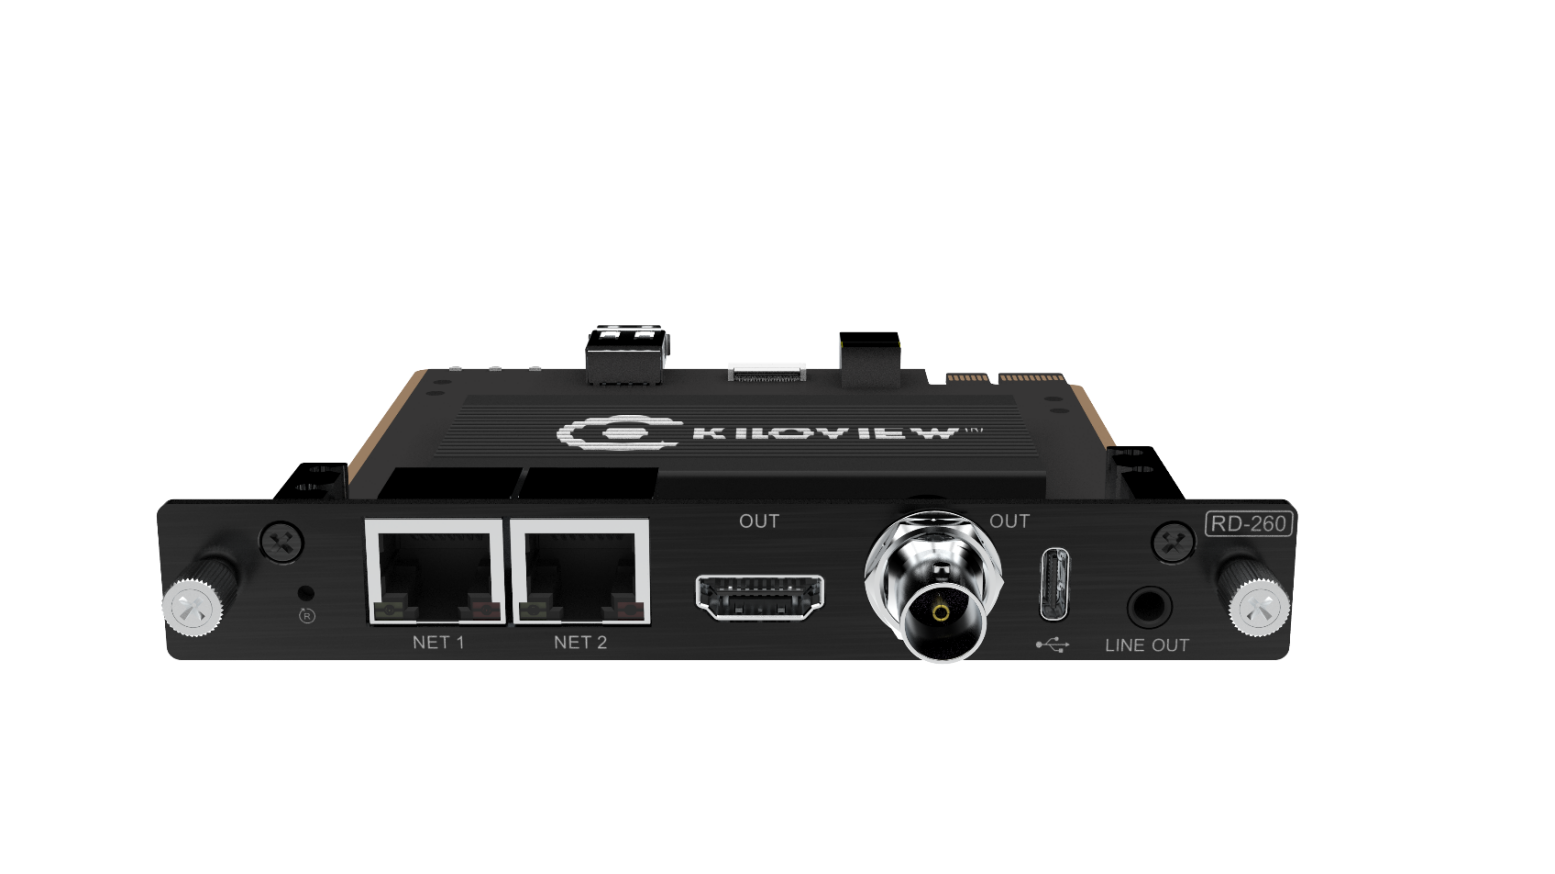 KILOVIEW
OUT
OUT
RD-260
R
NET 1
NET 2
LINE OUT